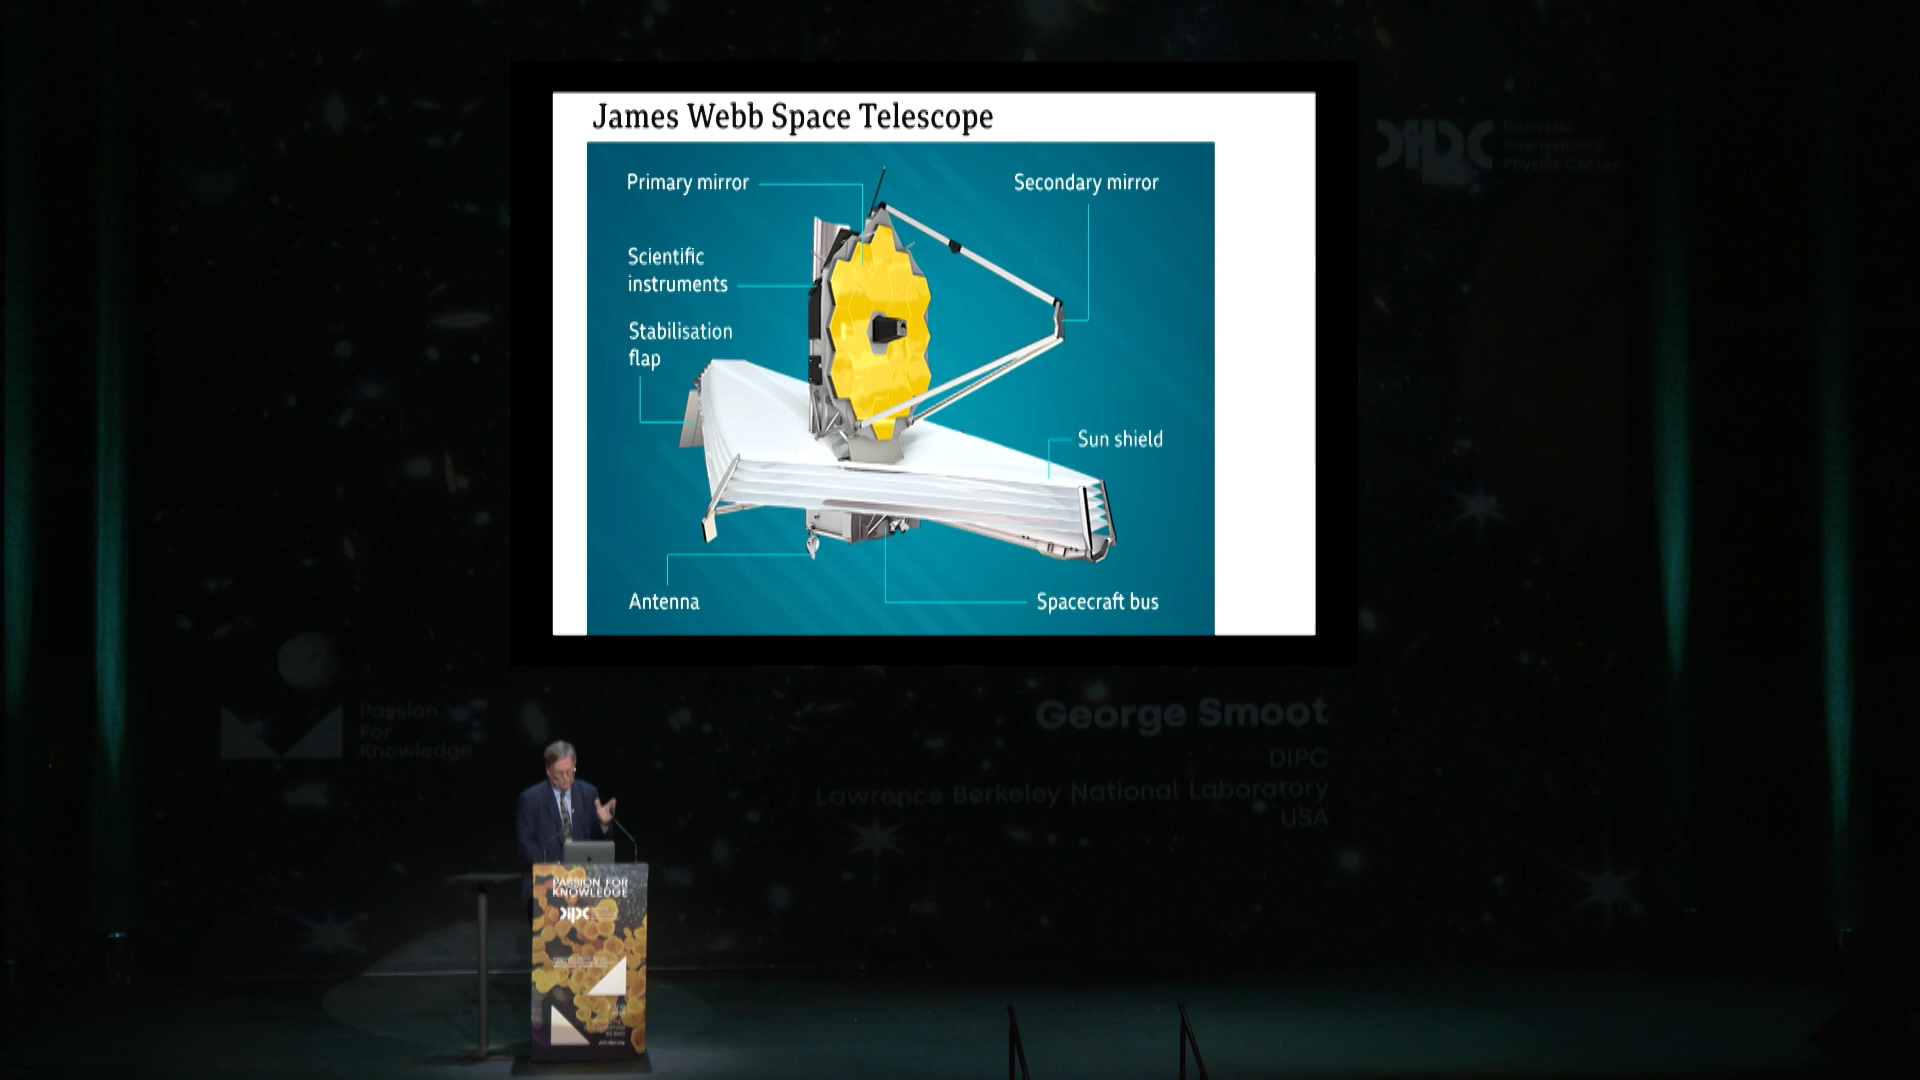 James Webb Space Telescope
Primary mirror
Secondary mirror
Scientific
instruments
Stabilisation
flap
Sun shield
Antenna
Spacecraft bus
Donostia
International
Physics Center
Passion
For
Knowledge
George Smoot
DIPC
Lawrence Berkeley National Laboratory
USA
PASSION FOR
KNOWLEDGE
dipc